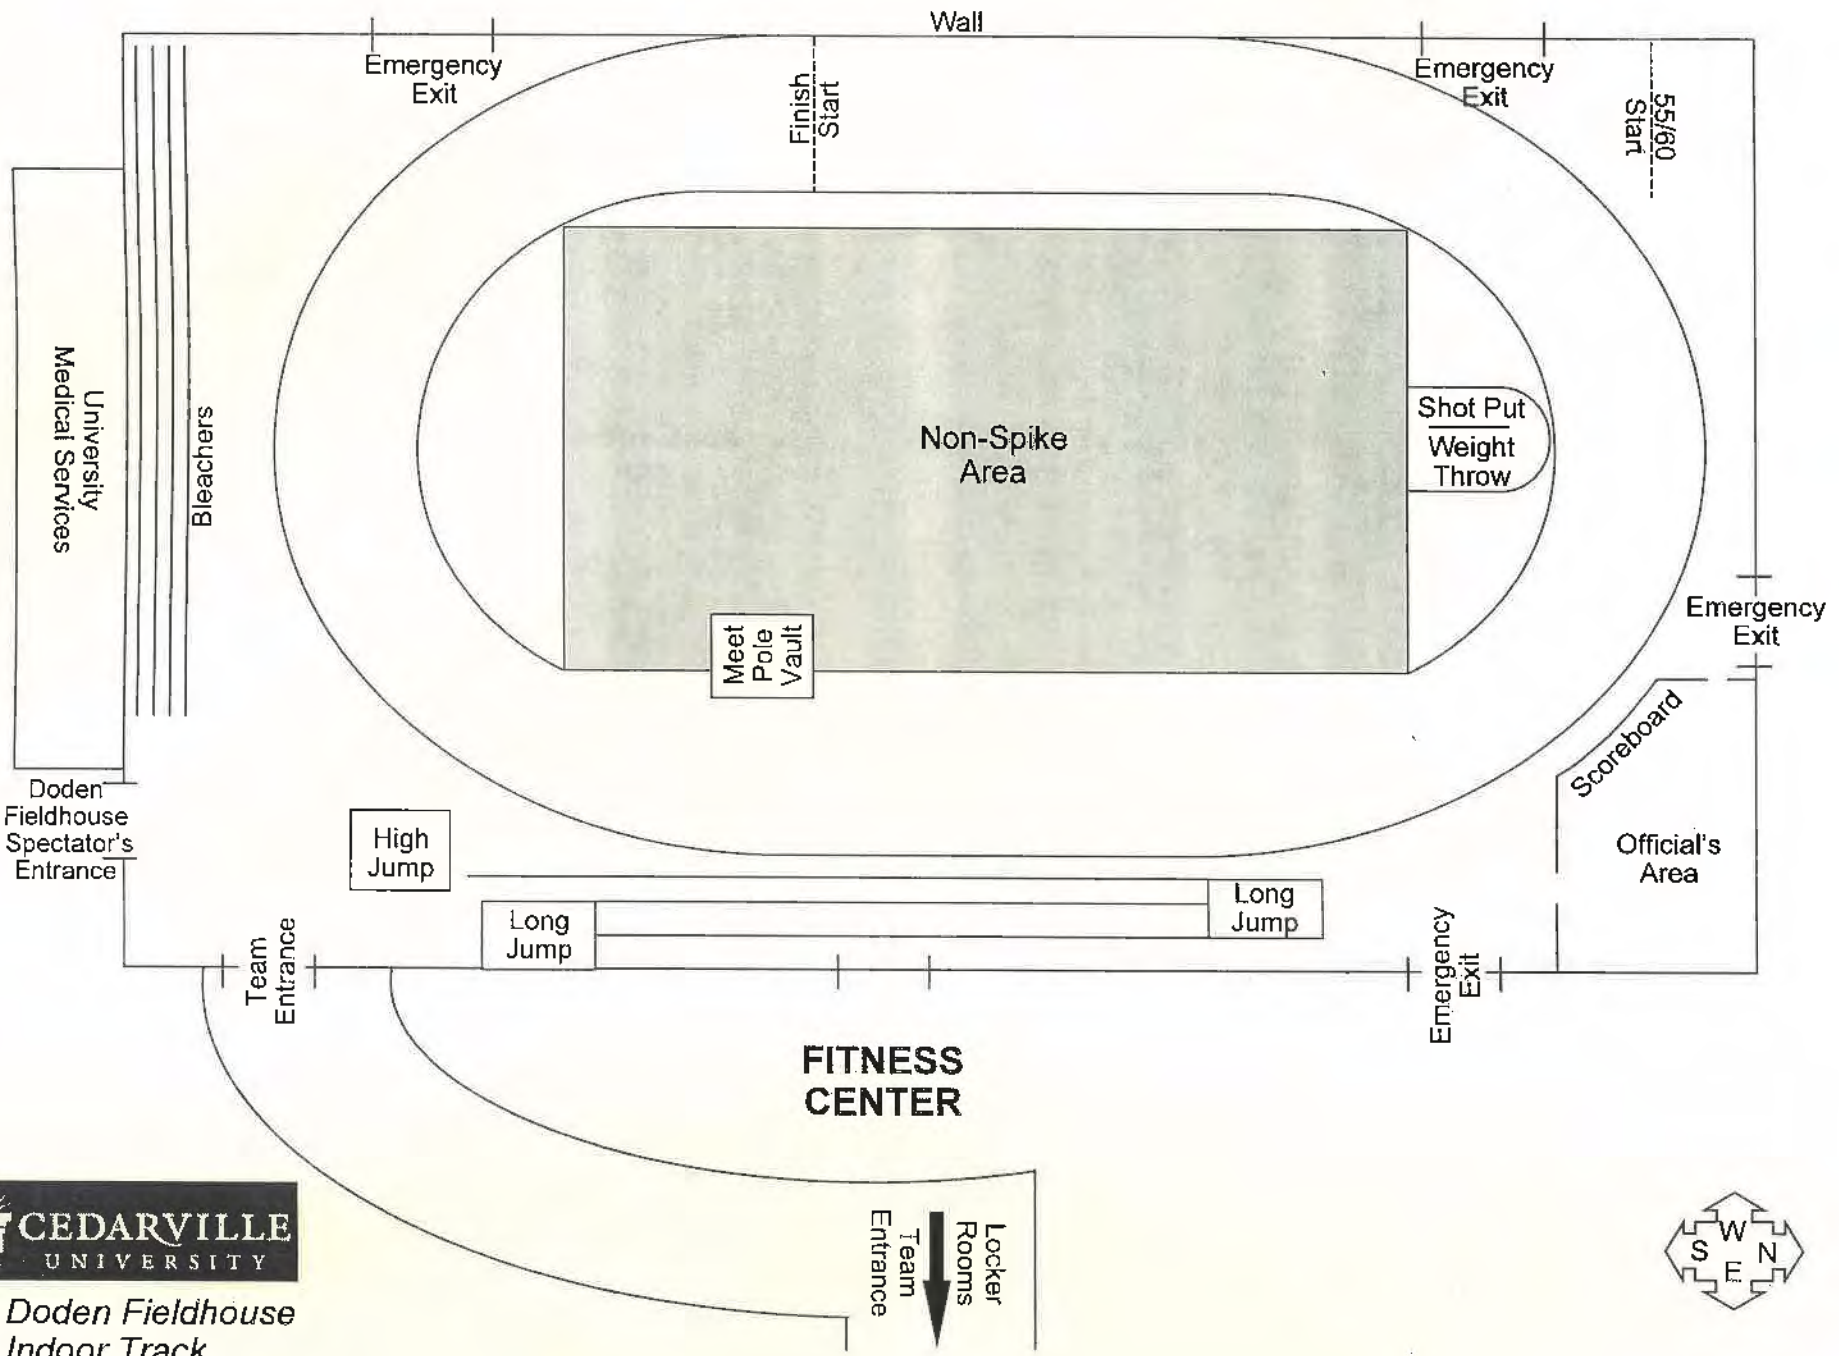 Wall
Emergency
Exit
Finish
Start
Emergency
Exit
55/60
Start
University
Medical Services
Bleachers
Non-Spike
Area
Shot Put
Weight
Throw
Meet
Pole
Vault
Emergency
Exit
Scoreboard
Official's
Area
Doden
Fieldhouse
Spectator's
Entrance
High
Jump
Long
Jump
Long
Jump
Team
Entrance
Emergency
Exit
FITNESS
CENTER
Locker
Rooms
Team
Entrance
CEDARVILLE
UNIVERSITY
Doden Fieldhouse
Indoor Track
W
S
N
E